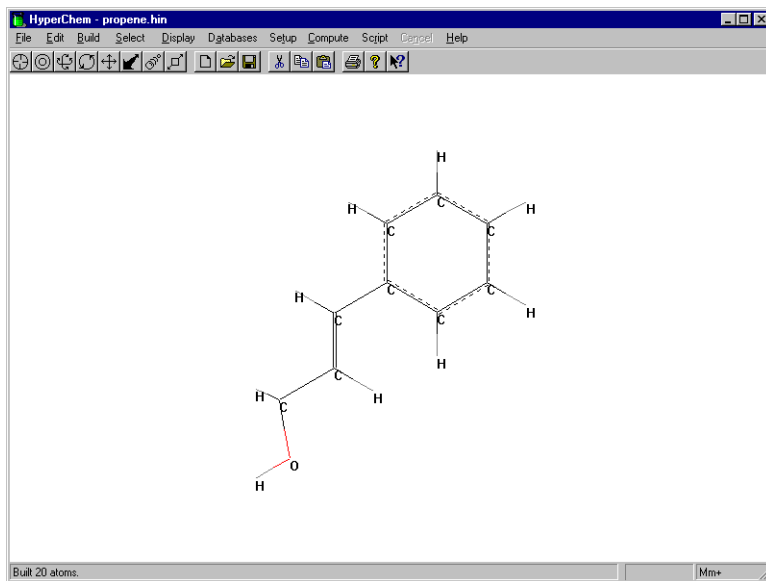 HyperChem - propene.hin
File Edit Build Select Display Databases Setup Compute Script Cancel Help
H
C
H C C H
C C
H C C H
C H
H C H
O
H
Built 20 atoms. Mm+